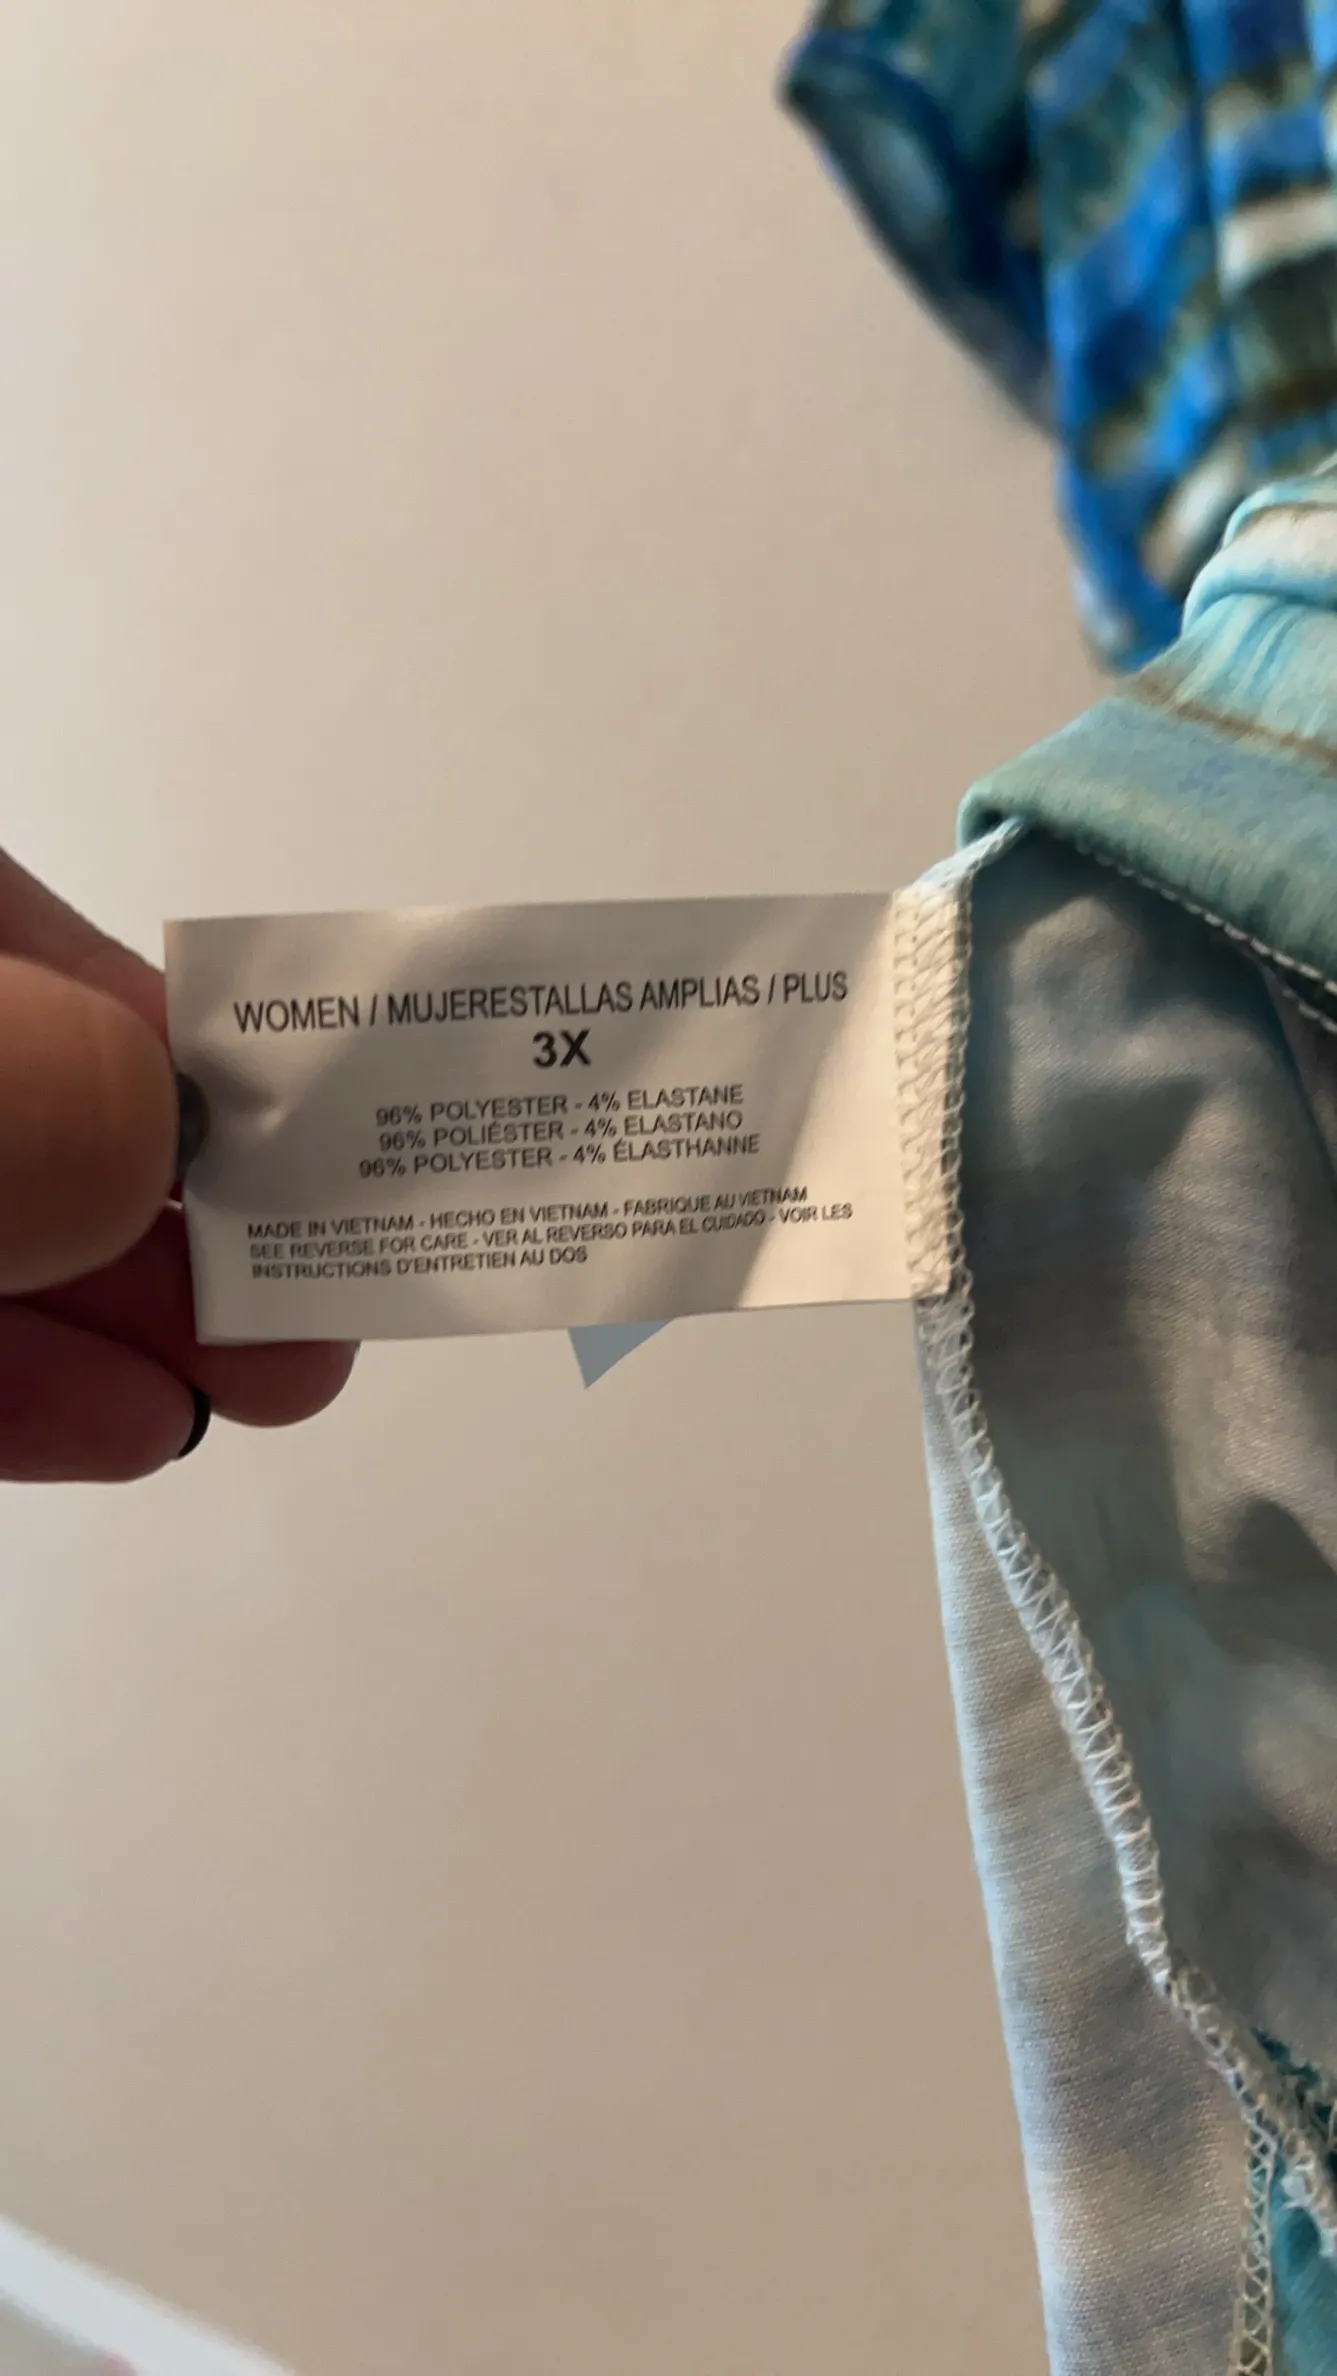 WOMEN / MUJERESTALLAS AMPLIAS / PLUS
3X
96% POLYESTER - 4% ELASTANE
96% POLIÉSTER - 4% ELASTANO
96% POLYESTER - 4% ÉLASTHANNE
MADE IN VIETNAM - HECHO EN VIETNAM - FABRIQUE AU VIETNAM
SEE REVERSE FOR CARE - VER AL REVERSO PARA EL CUIDADO - VOIR LES
INSTRUCTIONS D'ENTRETIEN AU DOS